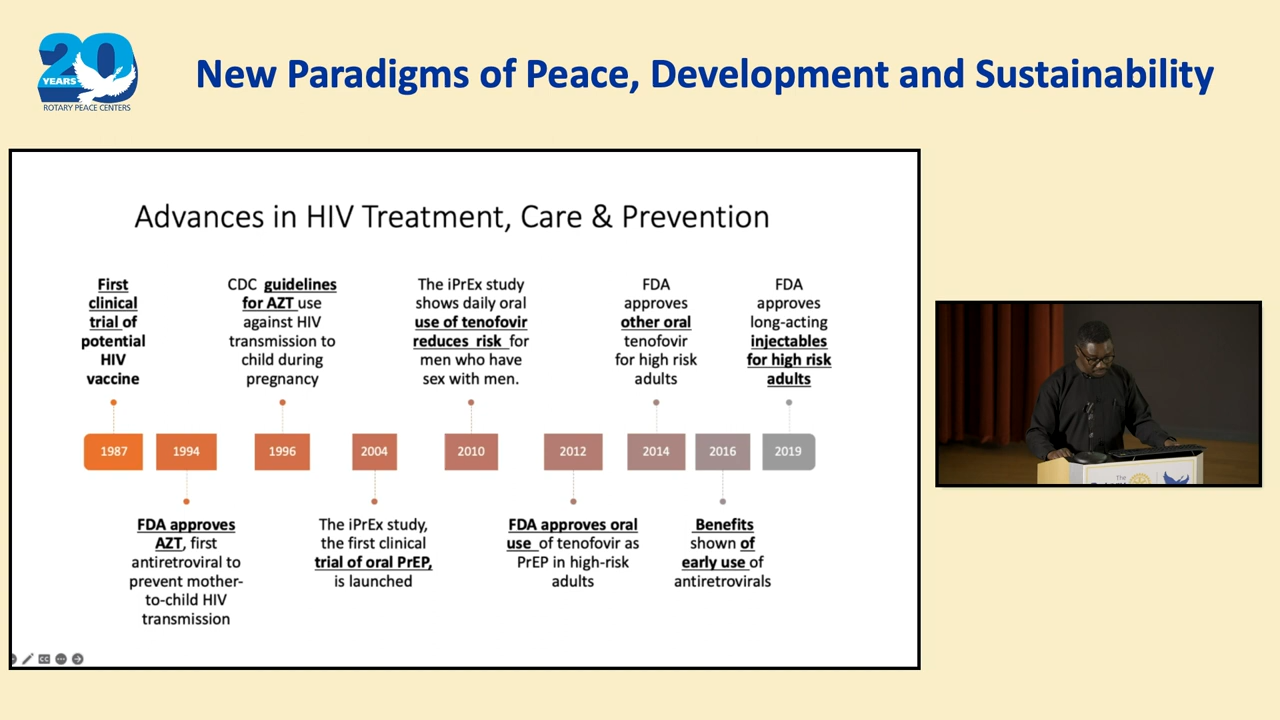 20
YEARS
ROTARY PEACE CENTERS
New Paradigms of Peace, Development and Sustainability
Advances in HIV Treatment, Care & Prevention
First
clinical
trial of
potential
HIV
vaccine
CDC guidelines
for AZT use
against HIV
transmission to
child during
pregnancy
The iPrEx study
shows daily oral
use of tenofovir
reduces risk for
men who have
sex with men.
FDA
approves
other oral
tenofovir
for high risk
adults
FDA
approves
long-acting
injectables
for high risk
adults
1987
1994
1996
2004
2010
2012
2014
2016
2019
FDA approves
AZT, first
antiretroviral to
prevent mother-
to-child HIV
transmission
The iPrEx study,
the first clinical
trial of oral PrEP,
is launched
FDA approves oral
use of tenofovir as
PrEP in high-risk
adults
Benefits
shown of
early use of
antiretrovirals
The